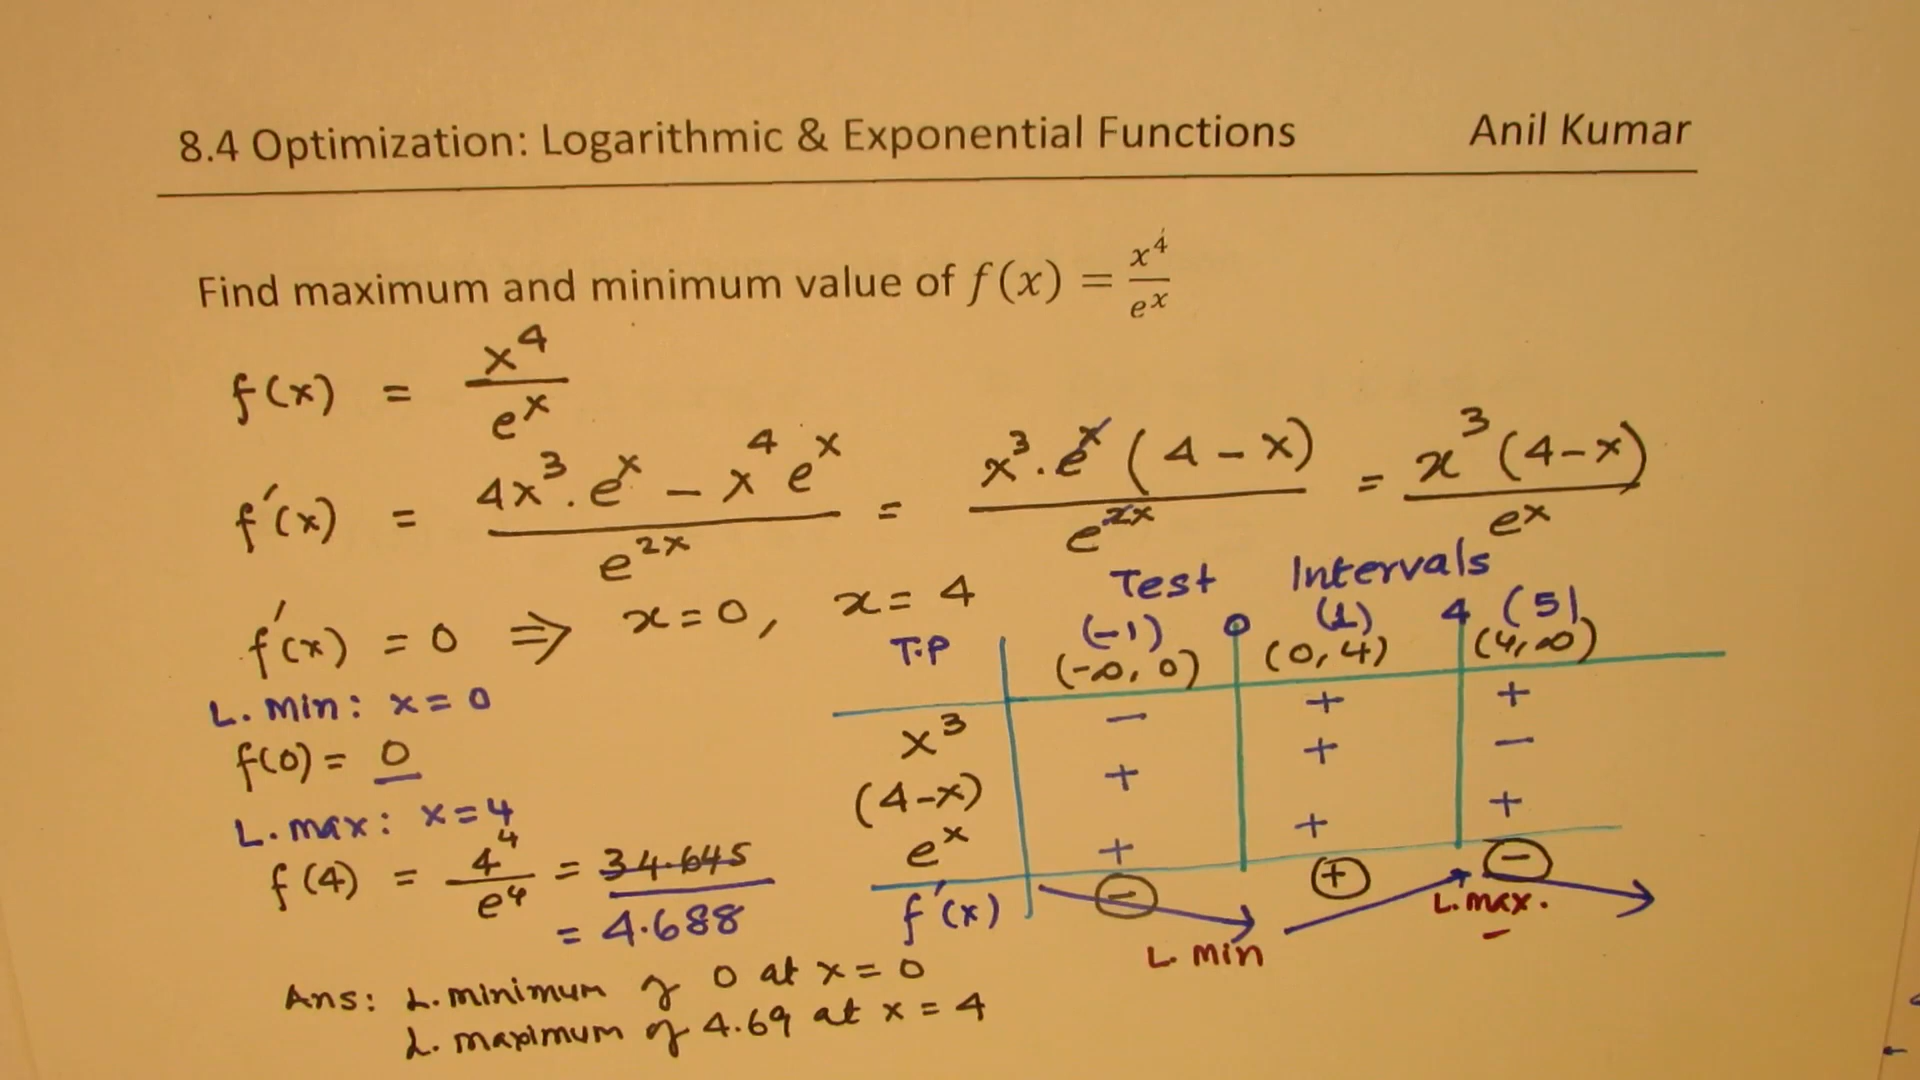 8.4 Optimization: Logarithmic & Exponential Functions Anil Kumar
Find maximum and minimum value of f(x) = x⁴/eˣ
f(x) = x⁴/eˣ
f'(x) = (4x³·eˣ − x⁴eˣ)/e²ˣ = x³·eˣ(4−x)/e²ˣ = x³(4−x)/eˣ
f'(x) = 0 ⇒ x=0, x=4
L. Min: x=0
f(0) = 0
L. max: x=4
f(4) = 4⁴/e⁴ = 34.645
= 4.688
Ans: L. minimum of 0 at x=0
L. maximum of 4.69 at x=4
Test Intervals
(-1) 0 (1) 4 (5)
T.P (-∞, 0) (0, 4) (4, ∞)
x³ − + +
(4-x) + + −
eˣ + + +
f'(x) − + −
L. Min L. max.